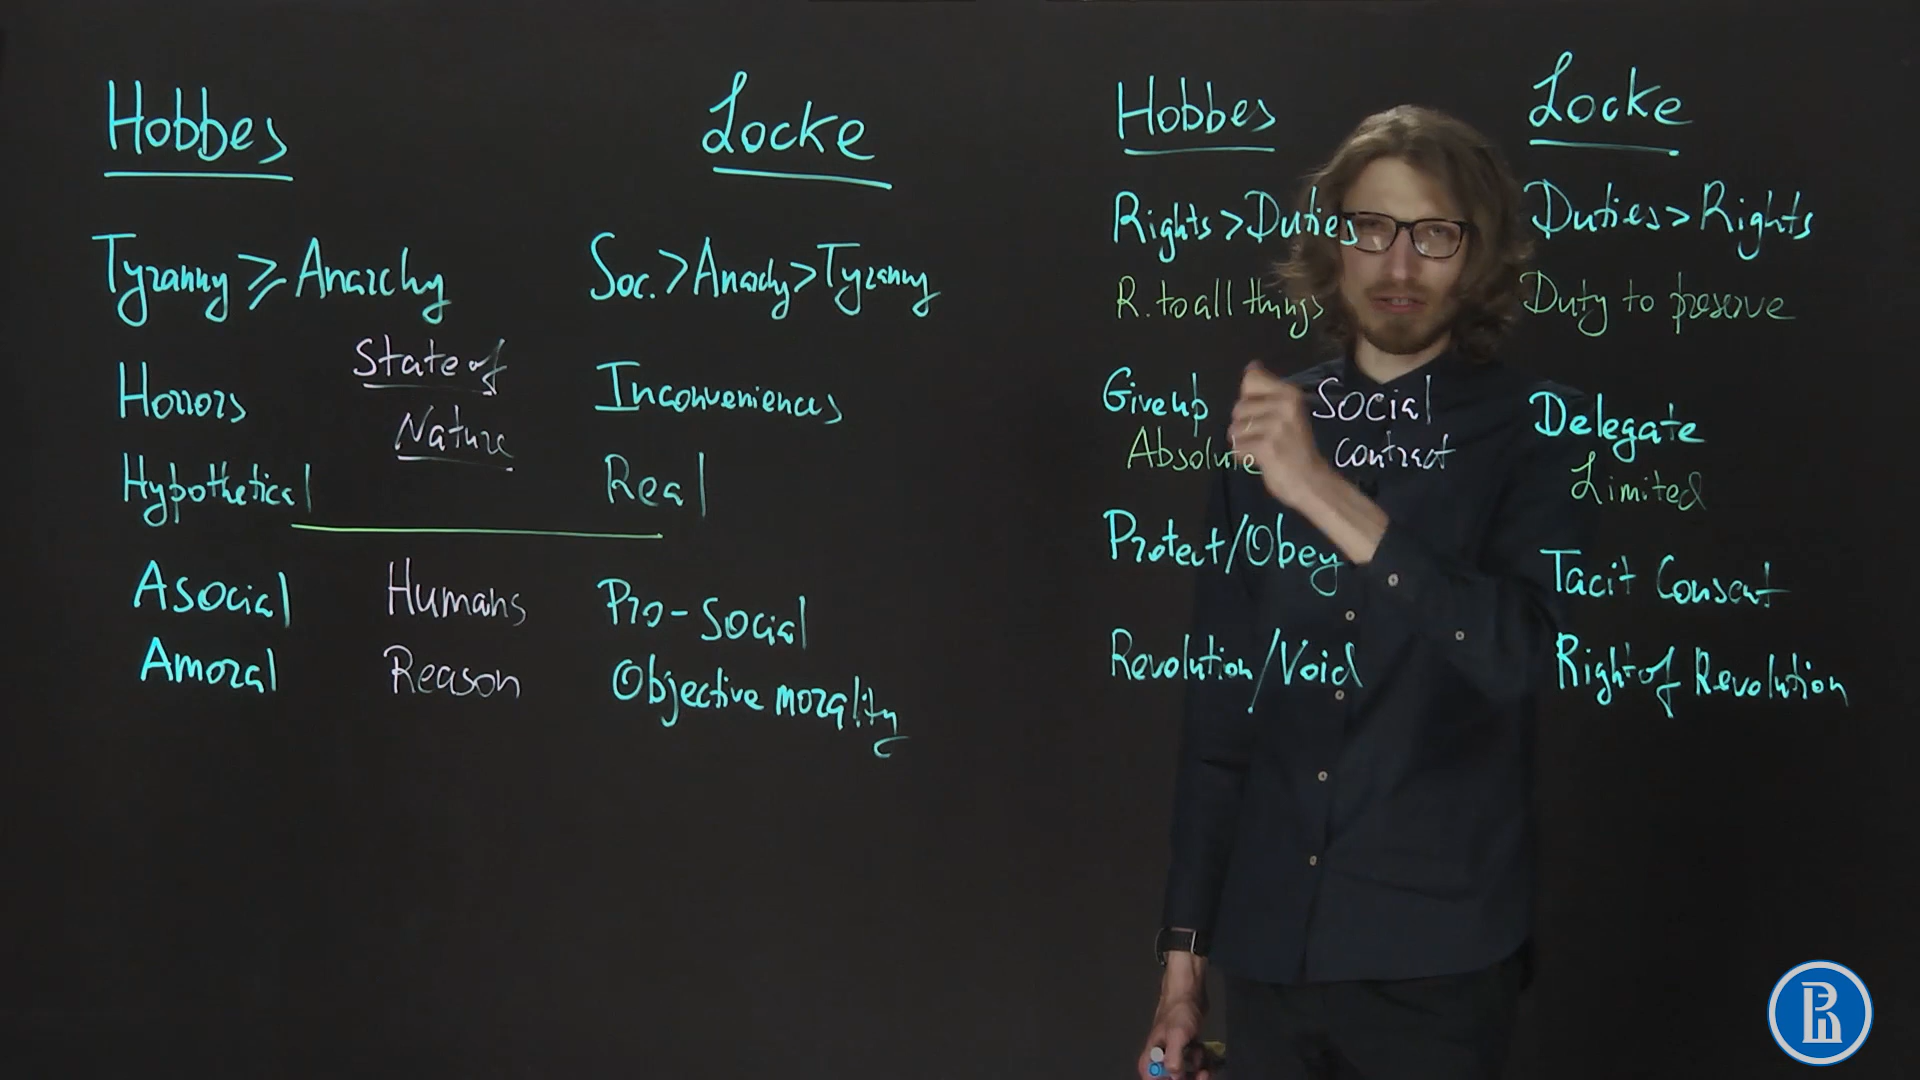 Hobbes
Locke
Tyranny ⩾ Anarchy
Soc. > Anarchy > Tyranny
State of
Nature
Horrors
Inconveniences
Hypothetical
Real
Asocial
Humans
Pro-social
Amoral
Reason
Objective morality
Hobbes
Locke
Rights > Duties
Duties > Rights
R. to all things
Duty to preserve
Give up
Social
Delegate
Absolute
contract
Limited
Protect/Obey
Tacit Consent
Revolution/Void
Right of Revolution